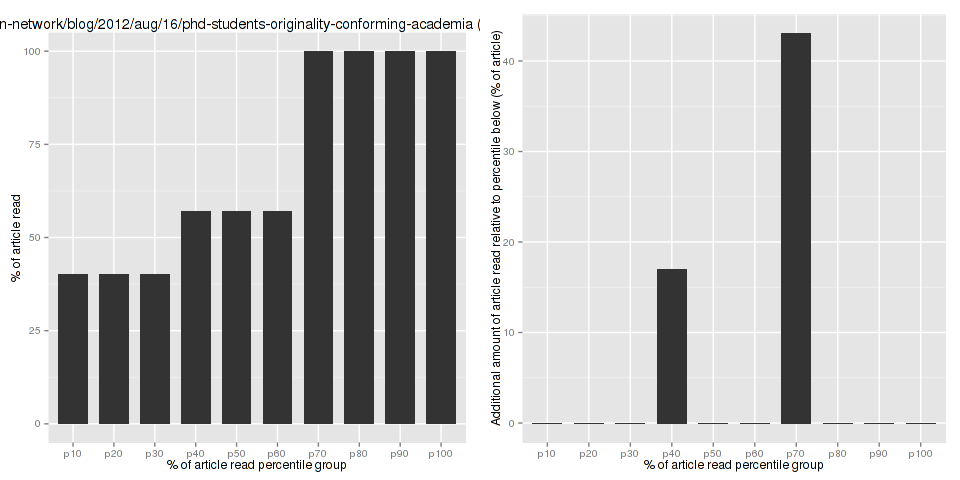 n-network/blog/2012/aug/16/phd-students-originality-conforming-academia (
% of article read
100
75
50
25
0
p10 p20 p30 p40 p50 p60 p70 p80 p90 p100
% of article read percentile group
Additional amount of article read relative to percentile below (% of article)
40
30
20
10
0
p10 p20 p30 p40 p50 p60 p70 p80 p90 p100
% of article read percentile group